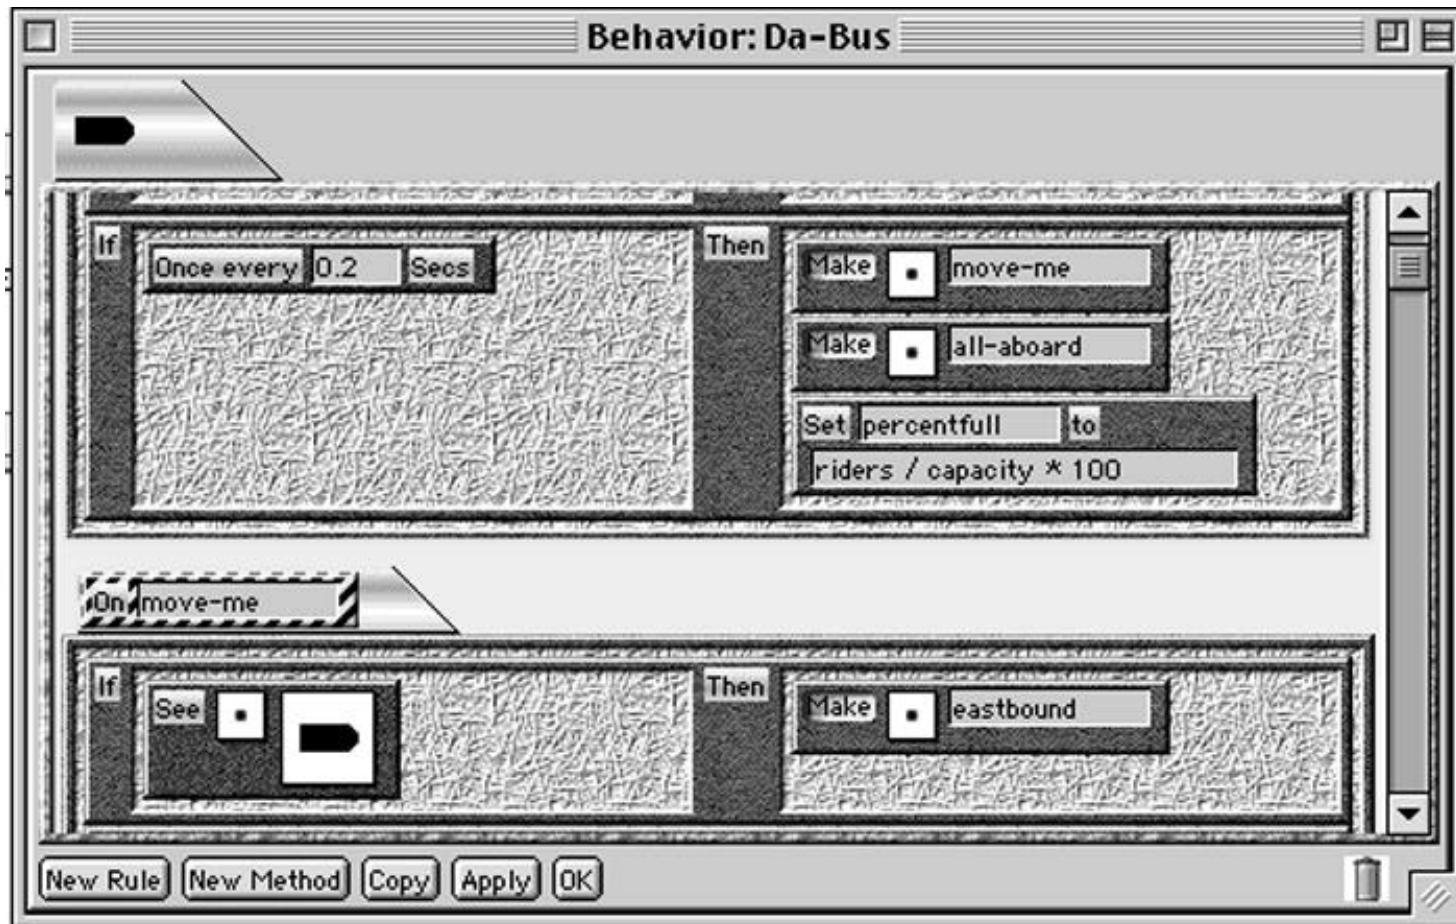 Behavior: Da-Bus
If Once every 0.2 Secs Then Make move-me
Make all-aboard
Set percentfull to
riders / capacity * 100
On move-me
If See Then Make eastbound
New Rule New Method Copy Apply OK